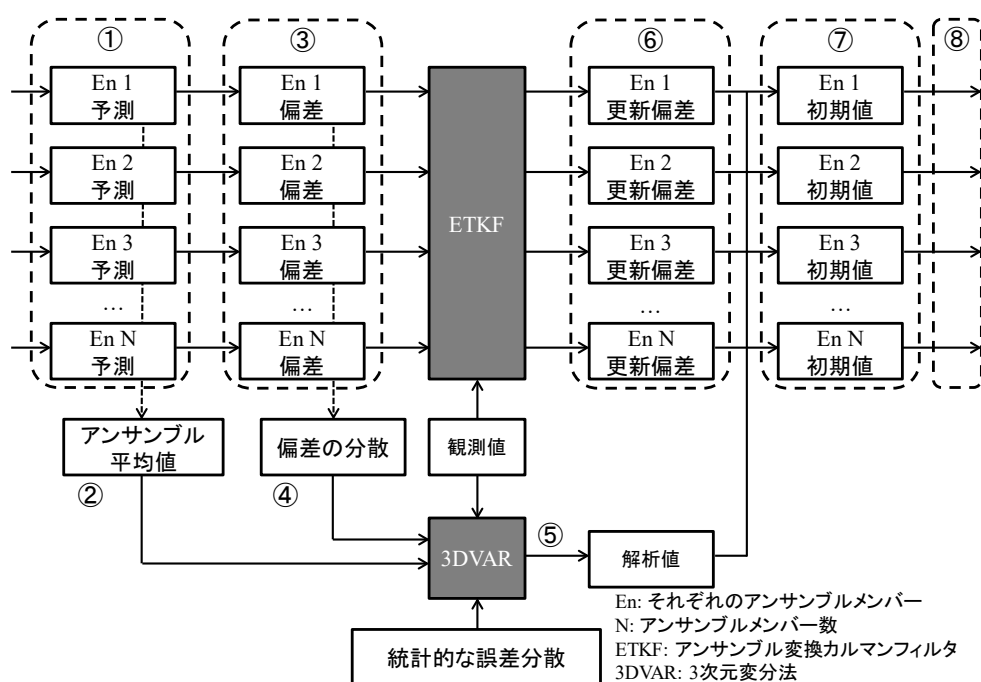 ①
③
⑥
⑦
⑧
En 1
予測
En 1
偏差
En 1
更新偏差
En 1
初期値
En 2
予測
En 2
偏差
En 2
更新偏差
En 2
初期値
ETKF
En 3
予測
En 3
偏差
En 3
更新偏差
En 3
初期値
…
…
…
…
En N
予測
En N
偏差
En N
更新偏差
En N
初期値
アンサンブル
平均値
偏差の分散
観測値
②
④
⑤
3DVAR
解析値
統計的な誤差分散
En: それぞれのアンサンブルメンバー
N: アンサンブルメンバー数
ETKF: アンサンブル変換カルマンフィルタ
3DVAR: 3次元変分法